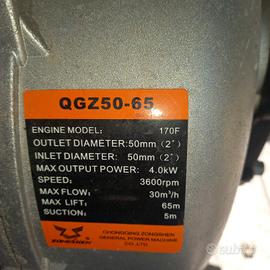 QGZ50-65
ENGINE MODEL: 170F
OUTLET DIAMETER:50mm (2")
INLET DIAMETER: 50mm (2")
MAX OUTPUT POWER: 4.0kW
SPEED: 3600rpm
MAX FLOW: 30m³/h
MAX LIFT: 65m
SUCTION: 5m
ZONGSHEN
CHONGQING ZONGSHEN
GENERAL POWER MACHINE
CO.,LTD
subito